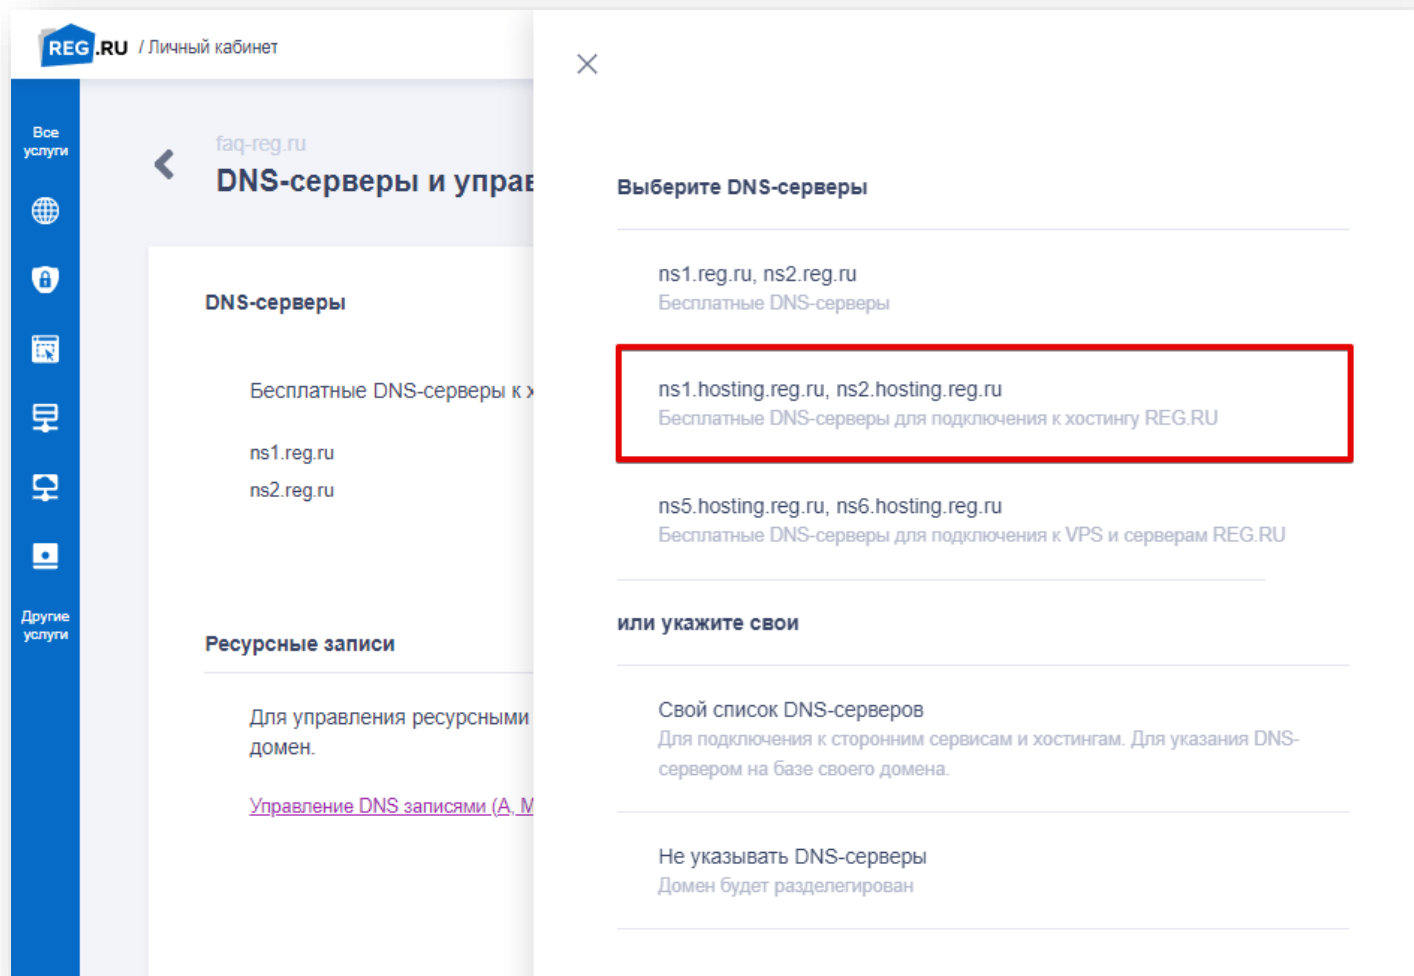 REG.RU / Личный кабинет
Все
услуги
Другие
услуги
faq-reg.ru
DNS-серверы и
DNS-серверы
Бесплатные DNS-серверы к
ns1.reg.ru
ns2.reg.ru
Ресурсные записи
Для управления ресурсными
домен.
Управление DNS записями (A,
Выберите DNS-серверы
ns1.reg.ru, ns2.reg.ru
Бесплатные DNS-серверы
ns1.hosting.reg.ru, ns2.hosting.reg.ru
Бесплатные DNS-серверы для подключения к хостингу REG.RU
ns5.hosting.reg.ru, ns6.hosting.reg.ru
Бесплатные DNS-серверы для подключения к VPS и серверам REG.RU
или укажите свои
Свой список DNS-серверов
Для подключения к сторонним сервисам и хостингам. Для указания DNS-
сервером на базе своего домена.
Не указывать DNS-серверы
Домен будет разделегирован